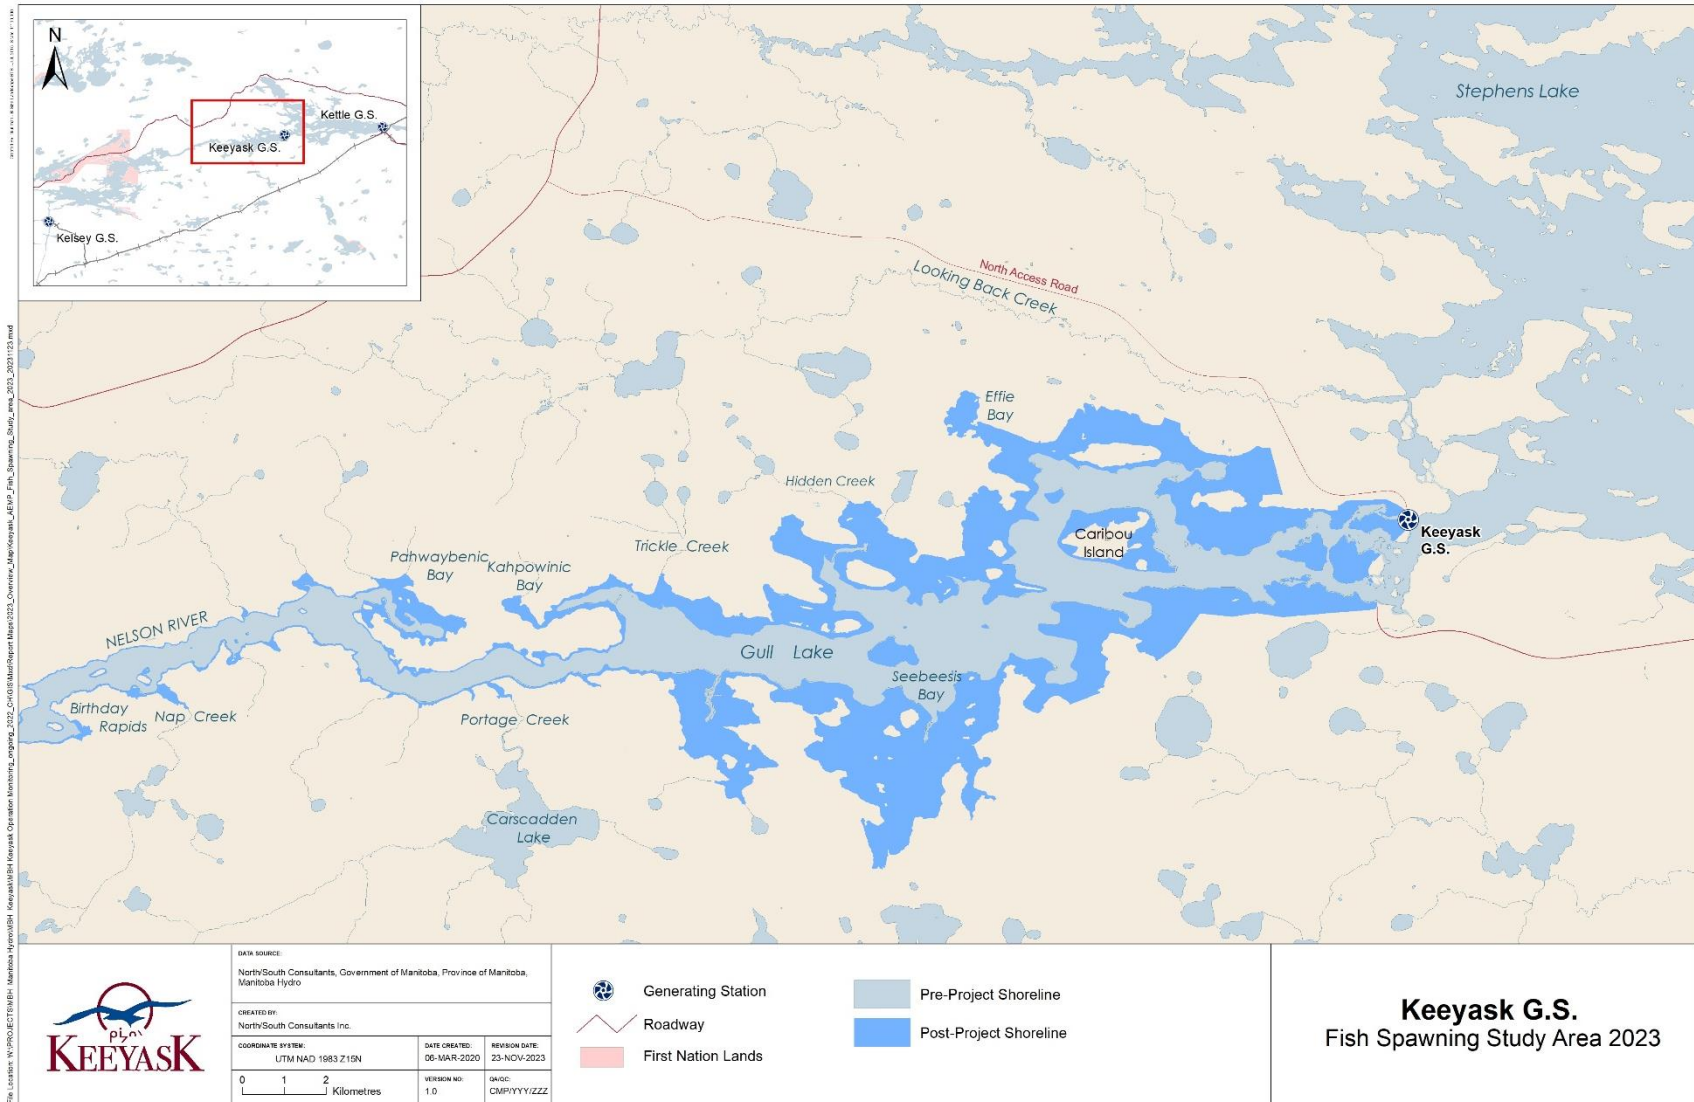 N
Kettle G.S.
Keeyask G.S.
Kelsey G.S.
Stephens Lake
North Access Road
Looking Back Creek
Effie
Bay
Hidden Creek
Caribou
Island
Keeyask
G.S.
Trickle Creek
Pahwaybenic
Bay
Kahpowinic
Bay
NELSON RIVER
Gull Lake
Seebeesis
Bay
Birthday
Rapids
Nap Creek
Portage Creek
Carscadden
Lake
KEEYASK
DATA SOURCE:
North/South Consultants, Government of Manitoba, Province of Manitoba,
Manitoba Hydro
CREATED BY:
North/South Consultants Inc.
COORDINATE SYSTEM:
UTM NAD 1983 Z15N
DATE CREATED:
06-MAR-2020
REVISION DATE:
23-NOV-2023
0 1 2
Kilometres
VERSION NO:
1.0
QA/QC:
CMP/YYY/ZZZ
Generating Station
Roadway
First Nation Lands
Pre-Project Shoreline
Post-Project Shoreline
Keeyask G.S.
Fish Spawning Study Area 2023